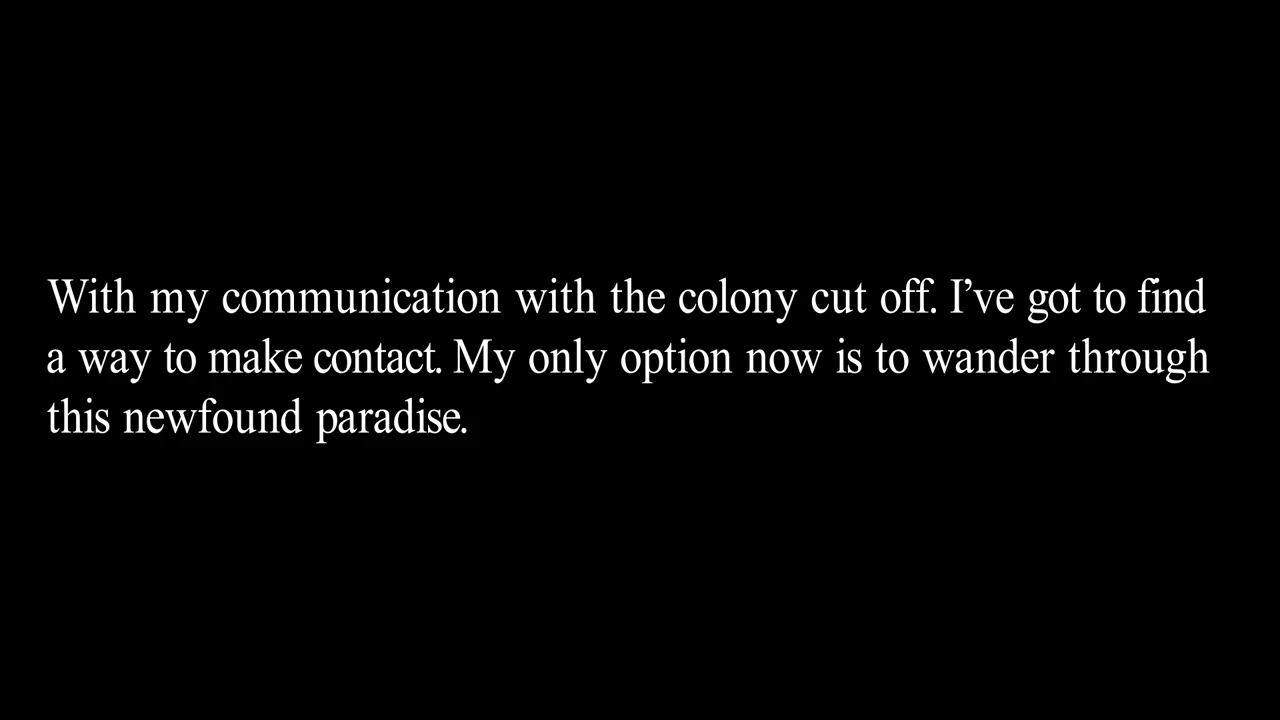 With my communication with the colony cut off. I’ve got to find
a way to make contact. My only option now is to wander through
this newfound paradise.